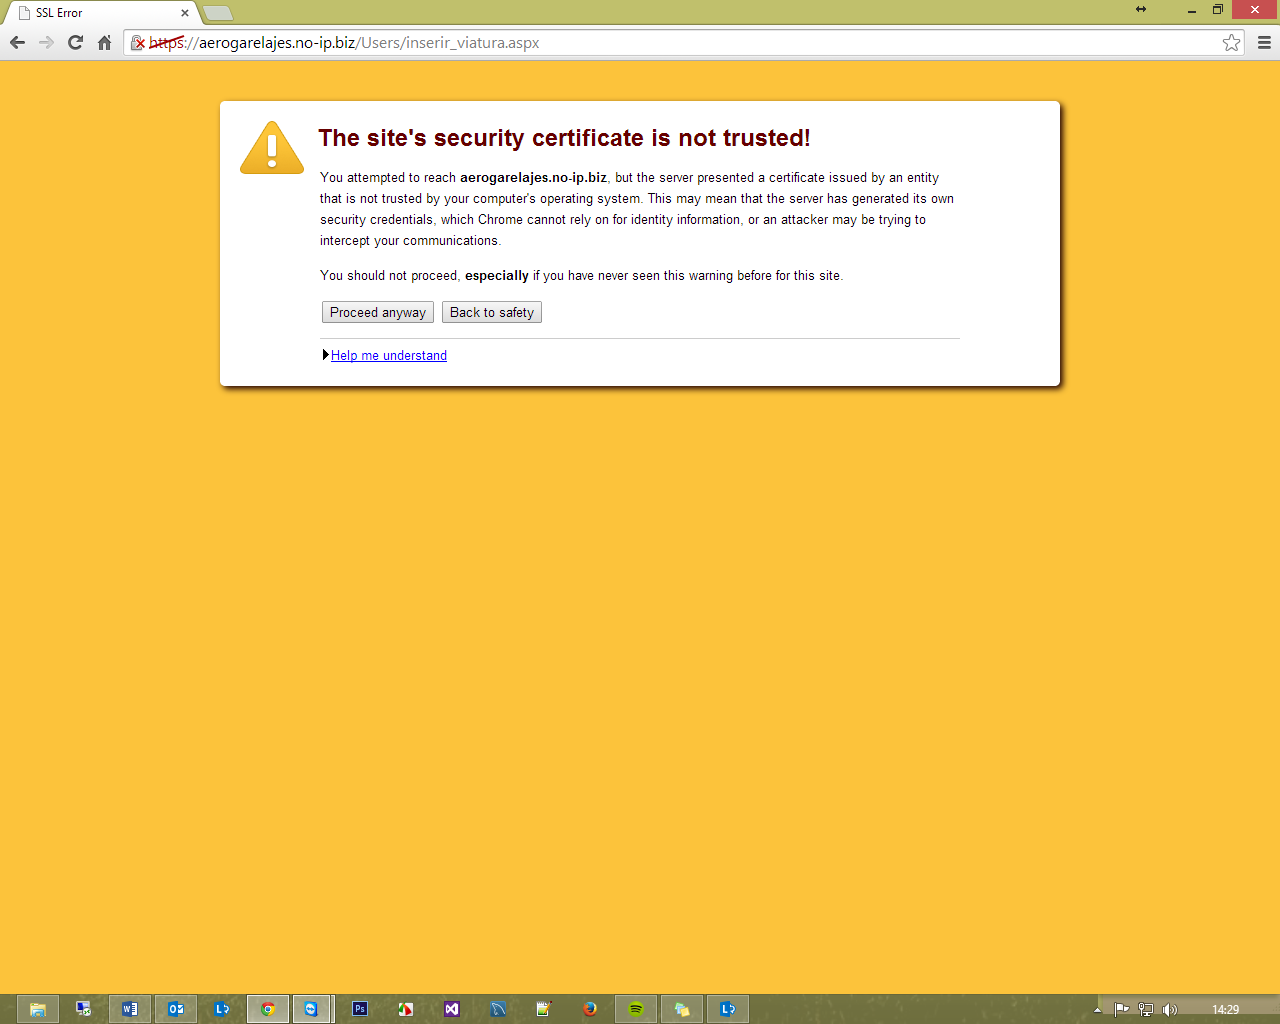 SSL Error
https://aerogarelajes.no-ip.biz/Users/inserir_viatura.aspx
The site's security certificate is not trusted!
You attempted to reach aerogarelajes.no-ip.biz, but the server presented a certificate issued by an entity
that is not trusted by your computer's operating system. This may mean that the server has generated its own
security credentials, which Chrome cannot rely on for identity information, or an attacker may be trying to
intercept your communications.
You should not proceed, especially if you have never seen this warning before for this site.
Proceed anyway Back to safety
Help me understand
Ps
14:29